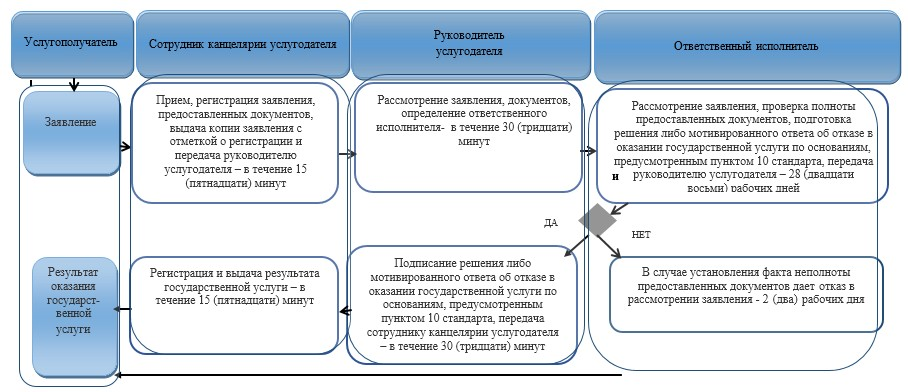 Услугополучатель
Сотрудник канцелярии услугодателя
Руководитель
услугодателя
Ответственный исполнитель
Заявление
Прием, регистрация заявления,
предоставленных документов,
выдача копии заявления с
отметкой о регистрации и
передача руководителю
услугодателя – в течение 15
(пятнадцати) минут
Рассмотрение заявления, документов,
определение ответственного
исполнителя- в течение 30 (тридцати)
минут
Рассмотрение заявления, проверка полноты
предоставленных документов, подготовка
решения либо мотивированного ответа об отказе в
оказании государственной услуги по основаниям,
предусмотренным пунктом 10 стандарта, передача
и руководителю услугодателя – 28 (двадцати
восьми) рабочих дней
ДА
НЕТ
Результат
оказания
государст-
венной
услуги
Регистрация и выдача результата
государственной услуги – в
течение 15 (пятнадцати) минут
Подписание решения либо
мотивированного ответа об отказе в
оказании государственной услуги по
основаниям, предусмотренным
пунктом 10 стандарта, передача
сотруднику канцелярии услугодателя
– в течение 30 (тридцати) минут
В случае установления факта неполноты
предоставленных документов дает отказ в
рассмотрении заявления - 2 (два) рабочих дня